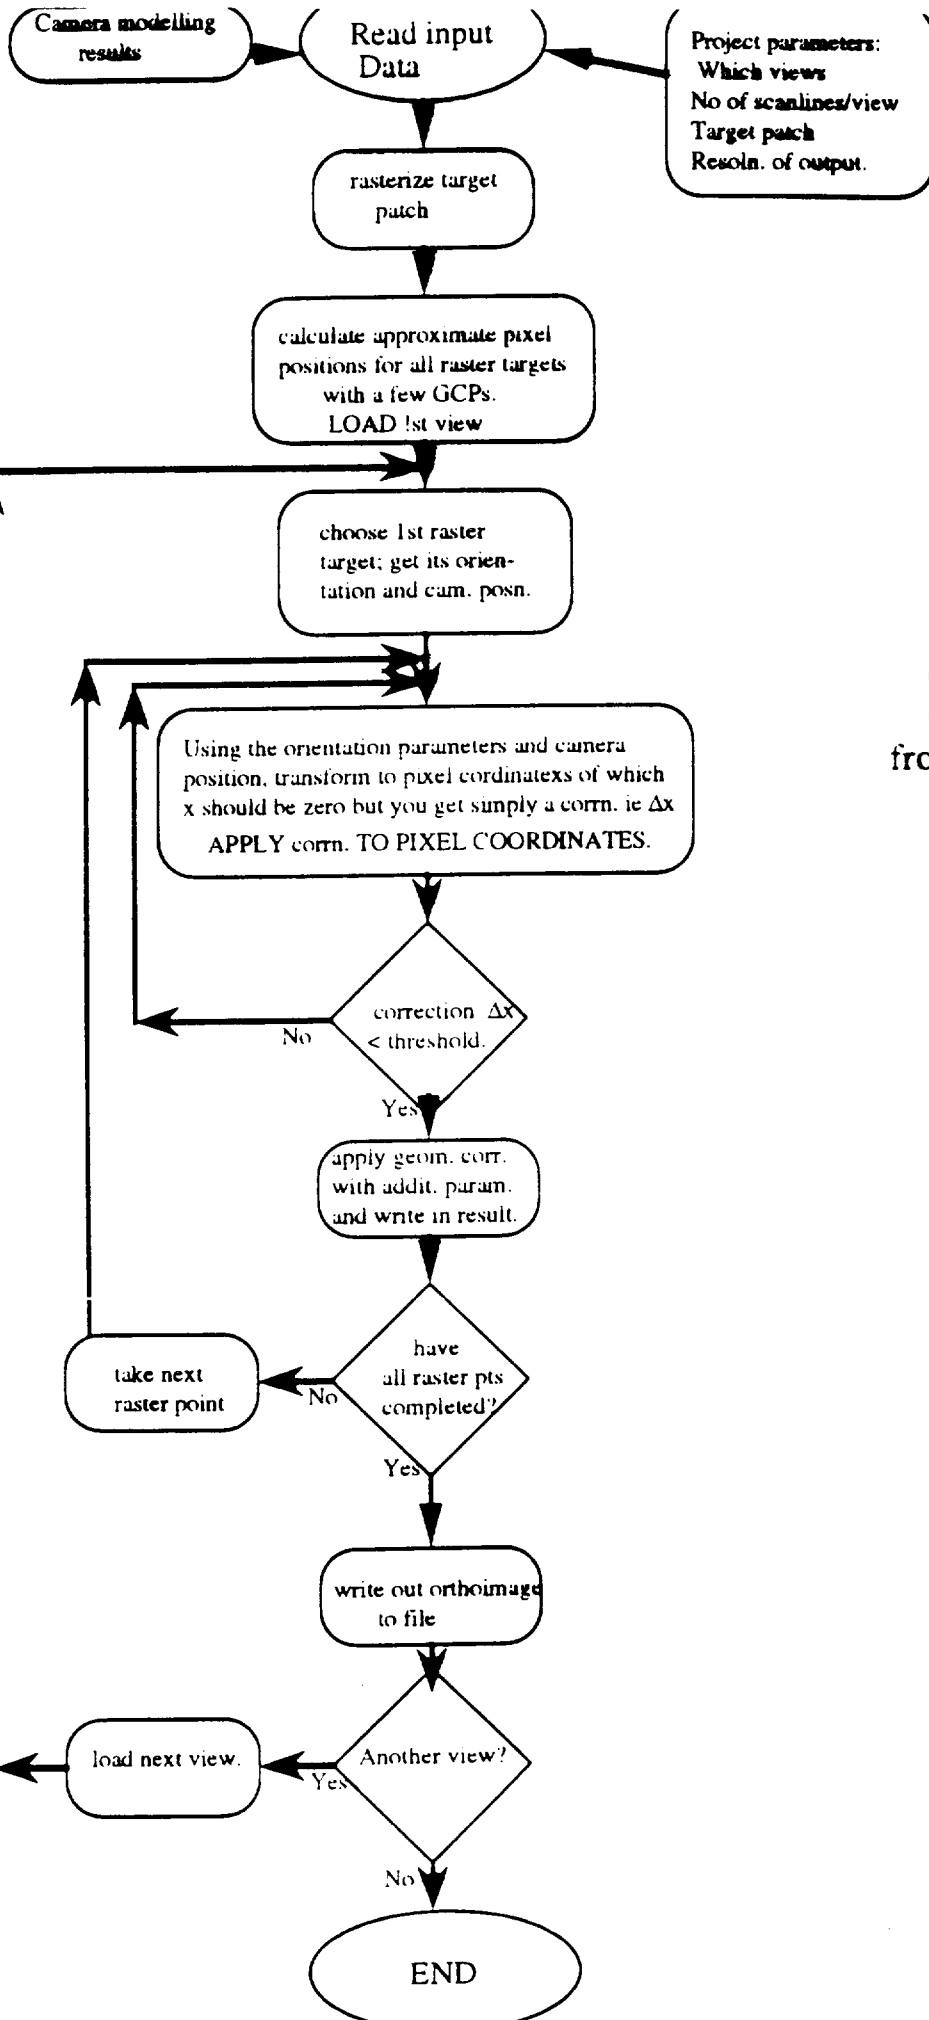 Camera modelling
results
Read input
Data
Project parameters:
Which views
No of scanlines/view
Target patch
Resoln. of output.
rasterize target
patch
calculate approximate pixel
positions for all raster targets
with a few GCPs.
LOAD 1st view
choose 1st raster
target; get its orien-
tation and cam. posn.
Using the orientation parameters and camera
position, transform to pixel cordinatexs of which
x should be zero but you get simply a corrn. ie Δx
APPLY corrn. TO PIXEL COORDINATES.
fro
correction Δx
< threshold.
No
Yes
apply geom. corr.
with addit. param.
and write in result.
have
all raster pts
completed?
No
take next
raster point
Yes
write out orthoimage
to file
Another view?
Yes
load next view.
No
END